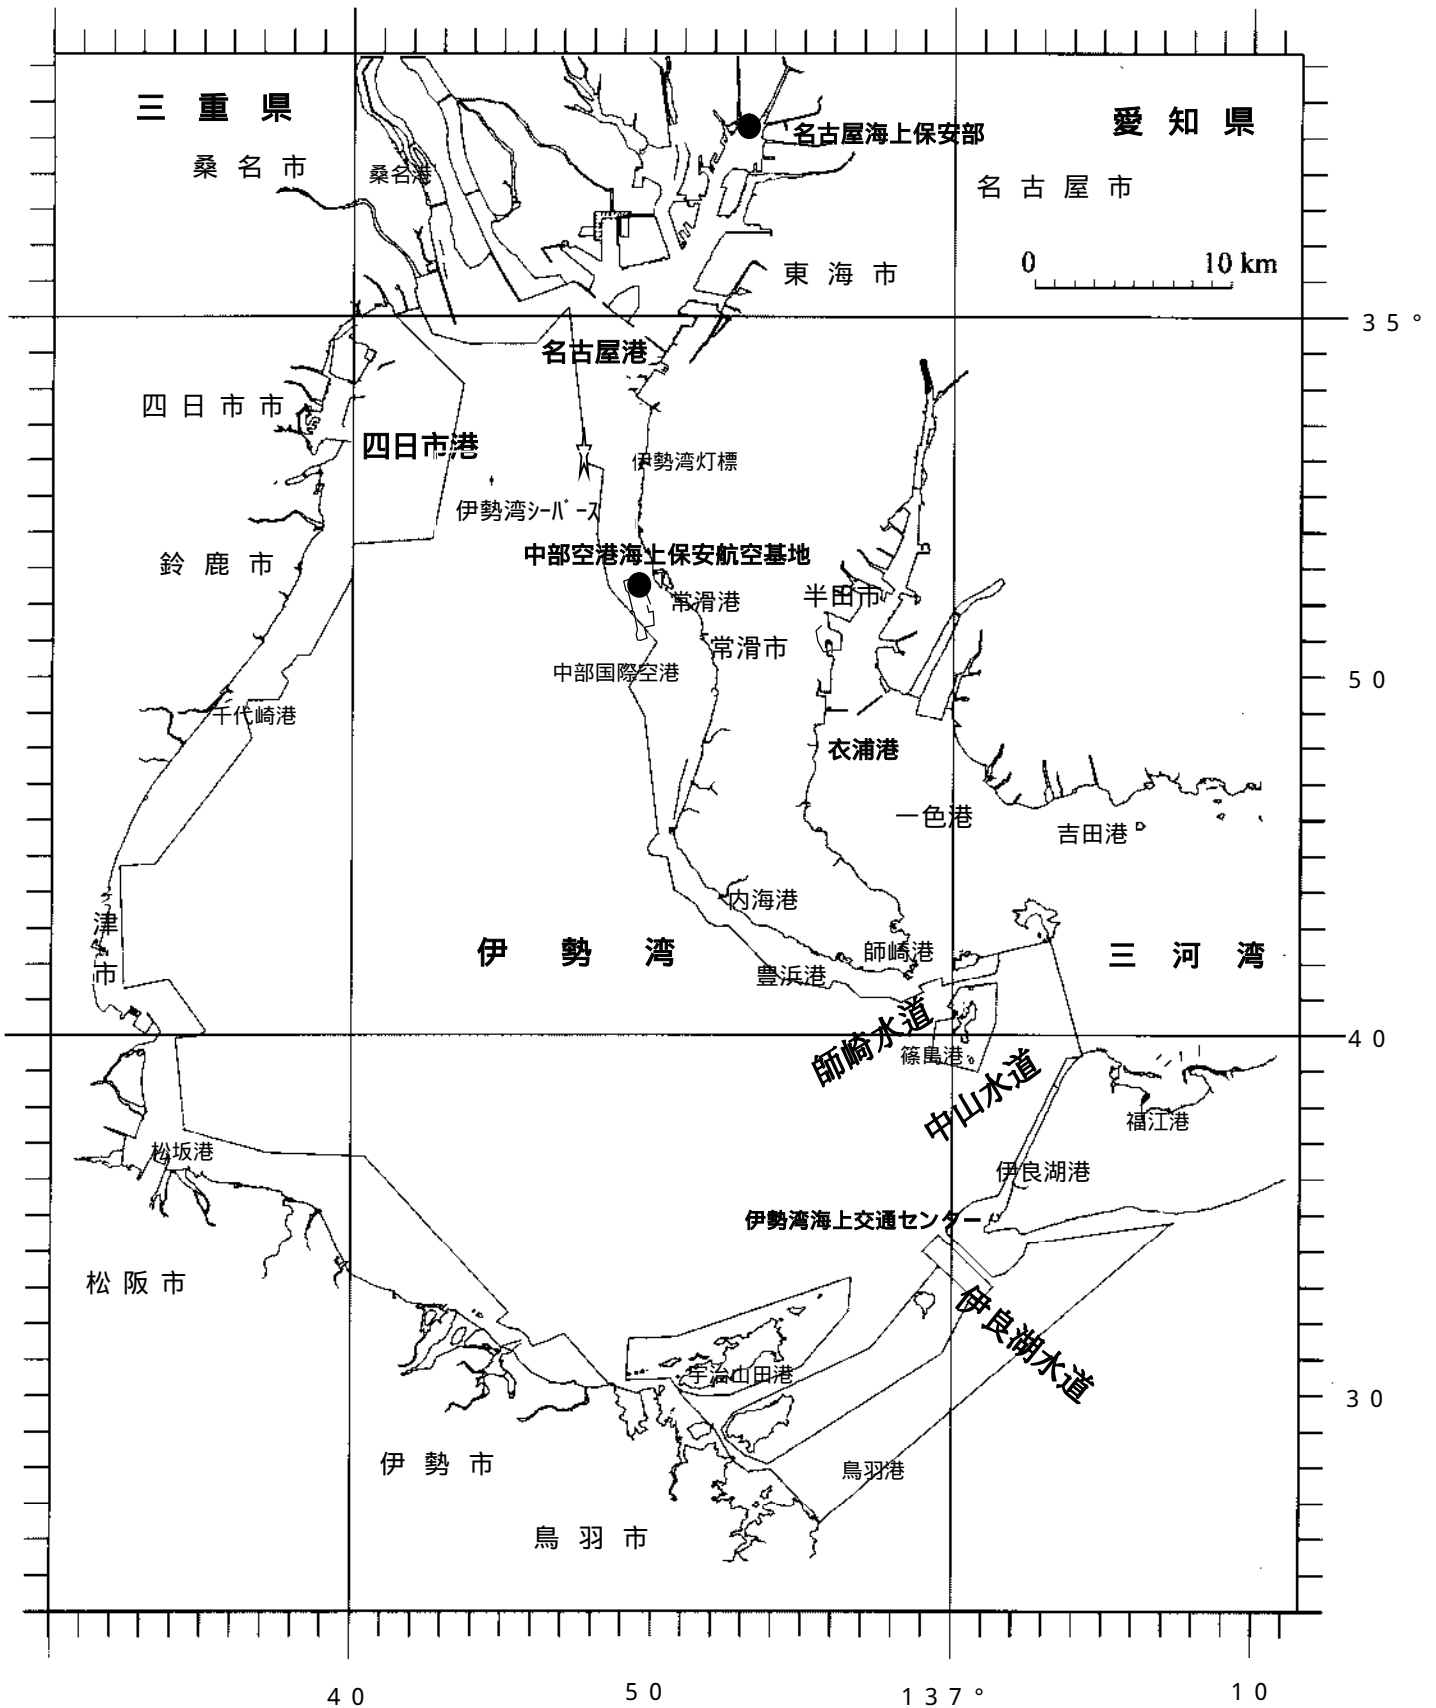 三重県
愛知県
名古屋海上保安部
桑名市
桑名港
名古屋市
0 10 km
東海市
35°
名古屋港
四日市市
四日市港
伊勢湾灯標
伊勢湾ｼｰﾊﾞｰｽ
中部空港海上保安航空基地
鈴鹿市
常滑港
半田市
常滑市
中部国際空港
50
千代崎港
衣浦港
一色港
吉田港
内海港
津市
伊勢湾
師崎港
三河湾
豊浜港
師崎水道
40
篠島港
中山水道
福江港
松坂港
伊良湖港
伊勢湾海上交通センター
松阪市
伊良湖水道
宇治山田港
30
伊勢市
鳥羽港
鳥羽市
40 50 137° 10